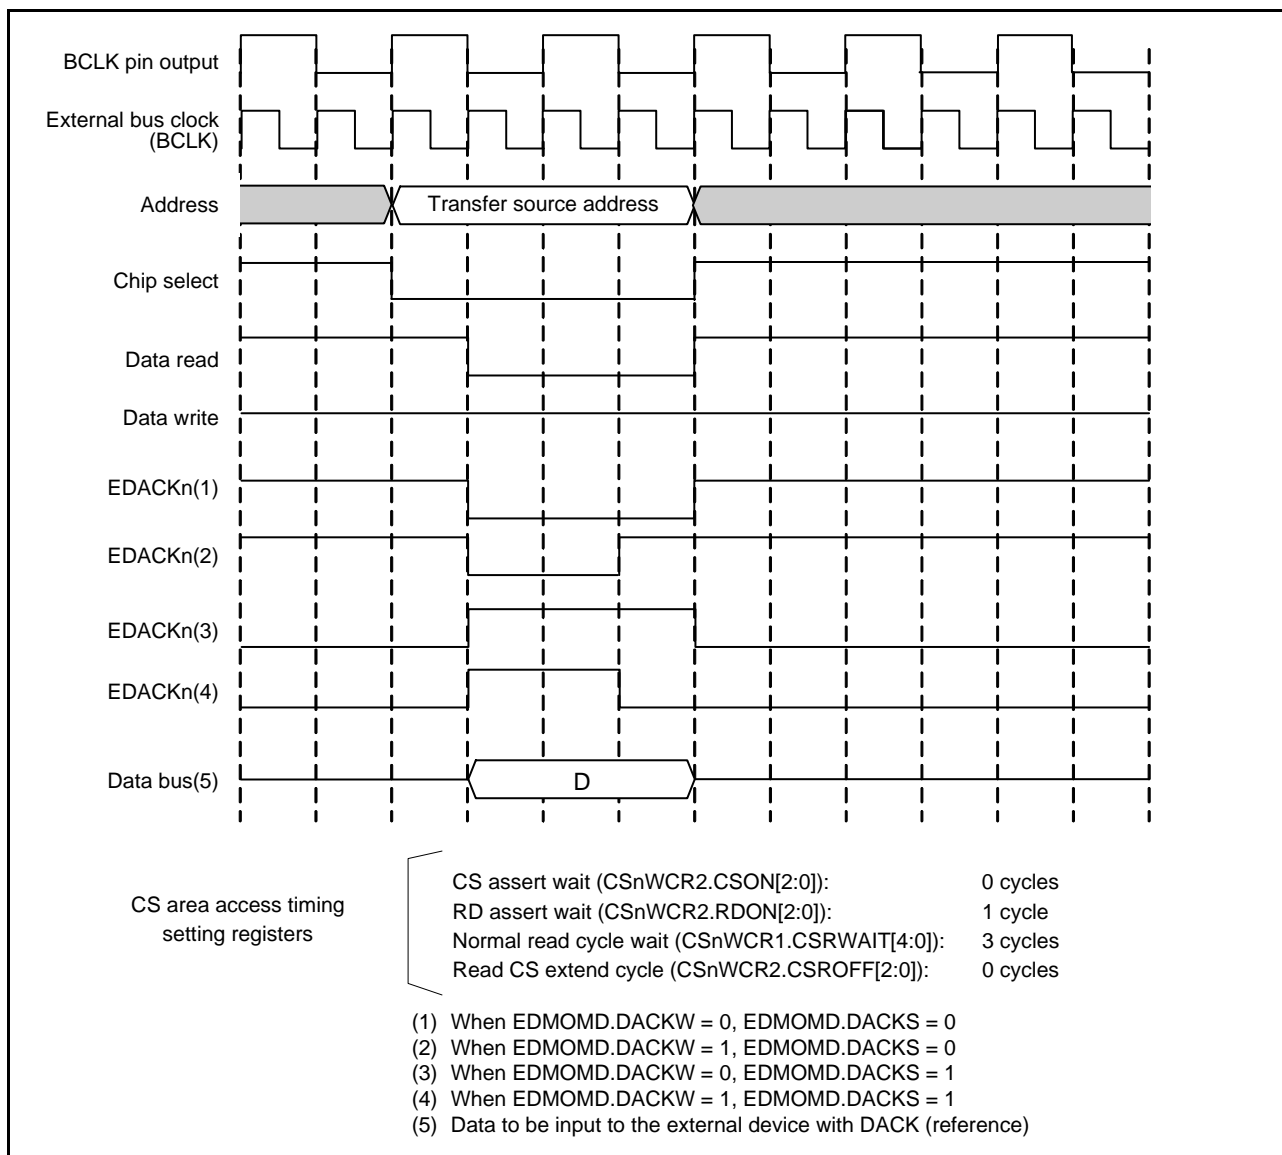 BCLK pin output
External bus clock
(BCLK)
Address
Transfer source address
Chip select
Data read
Data write
EDACKn(1)
EDACKn(2)
EDACKn(3)
EDACKn(4)
Data bus(5)
D
CS area access timing
setting registers
CS assert wait (CSnWCR2.CSON[2:0]): 0 cycles
RD assert wait (CSnWCR2.RDON[2:0]): 1 cycle
Normal read cycle wait (CSnWCR1.CSRWAIT[4:0]): 3 cycles
Read CS extend cycle (CSnWCR2.CSROFF[2:0]): 0 cycles
(1) When EDMOMD.DACKW = 0, EDMOMD.DACKS = 0
(2) When EDMOMD.DACKW = 1, EDMOMD.DACKS = 0
(3) When EDMOMD.DACKW = 0, EDMOMD.DACKS = 1
(4) When EDMOMD.DACKW = 1, EDMOMD.DACKS = 1
(5) Data to be input to the external device with DACK (reference)